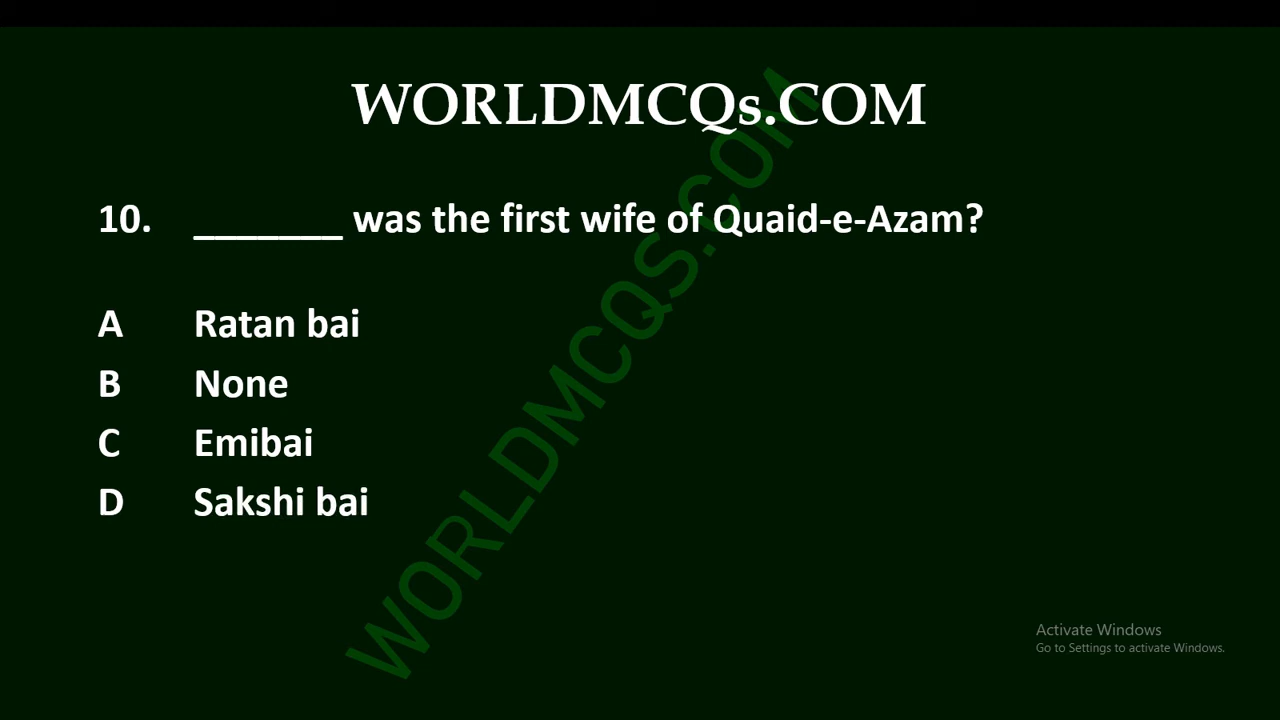 WORLDMCQs.COM
10. _______ was the first wife of Quaid-e-Azam?
A Ratan bai
B None
C Emibai
D Sakshi bai
WORLDMCQS.COM
Activate Windows
Go to Settings to activate Windows.